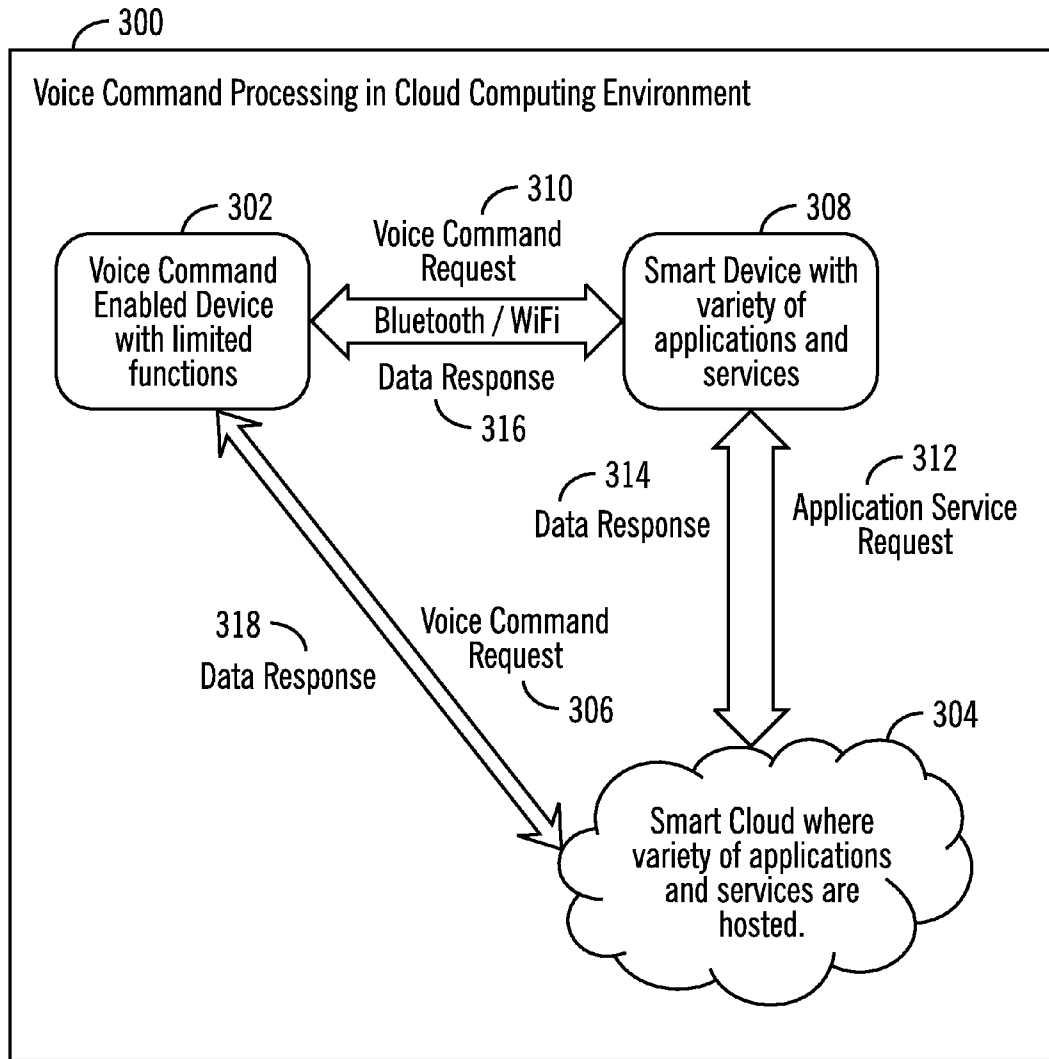 300
Voice Command Processing in Cloud Computing Environment
302
Voice Command
Enabled Device
with limited
functions
310
Voice Command
Request
Bluetooth / WiFi
Data Response
316
308
Smart Device with
variety of
applications and
services
314
Data Response
312
Application Service
Request
318
Data Response
Voice Command
Request
306
304
Smart Cloud where
variety of applications
and services are
hosted.